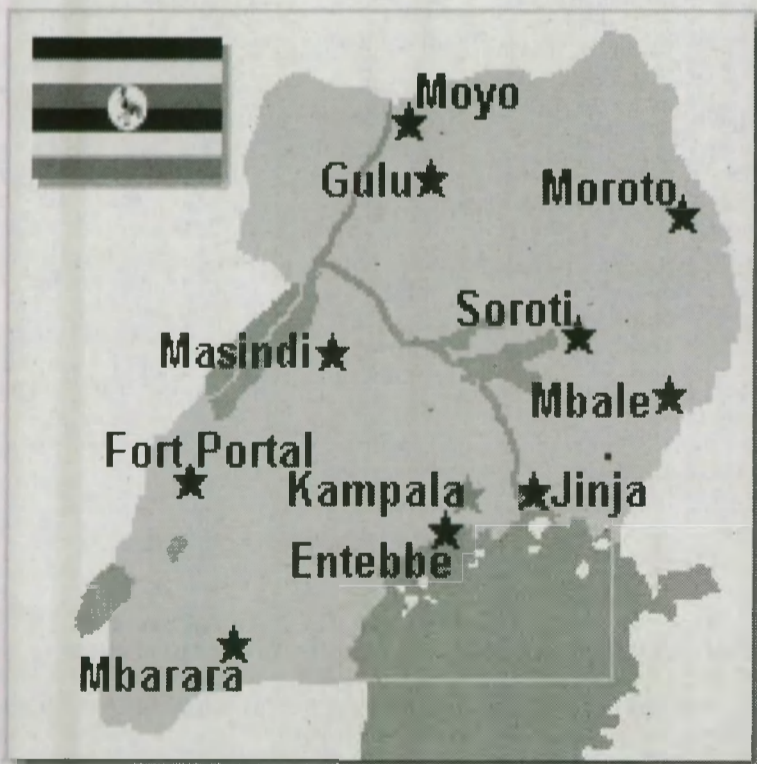 Moyo
Gulu
Moroto
Soroti
Masindi
Mbale
Fort Portal
Kampala
Jinja
Entebbe
Mbarara